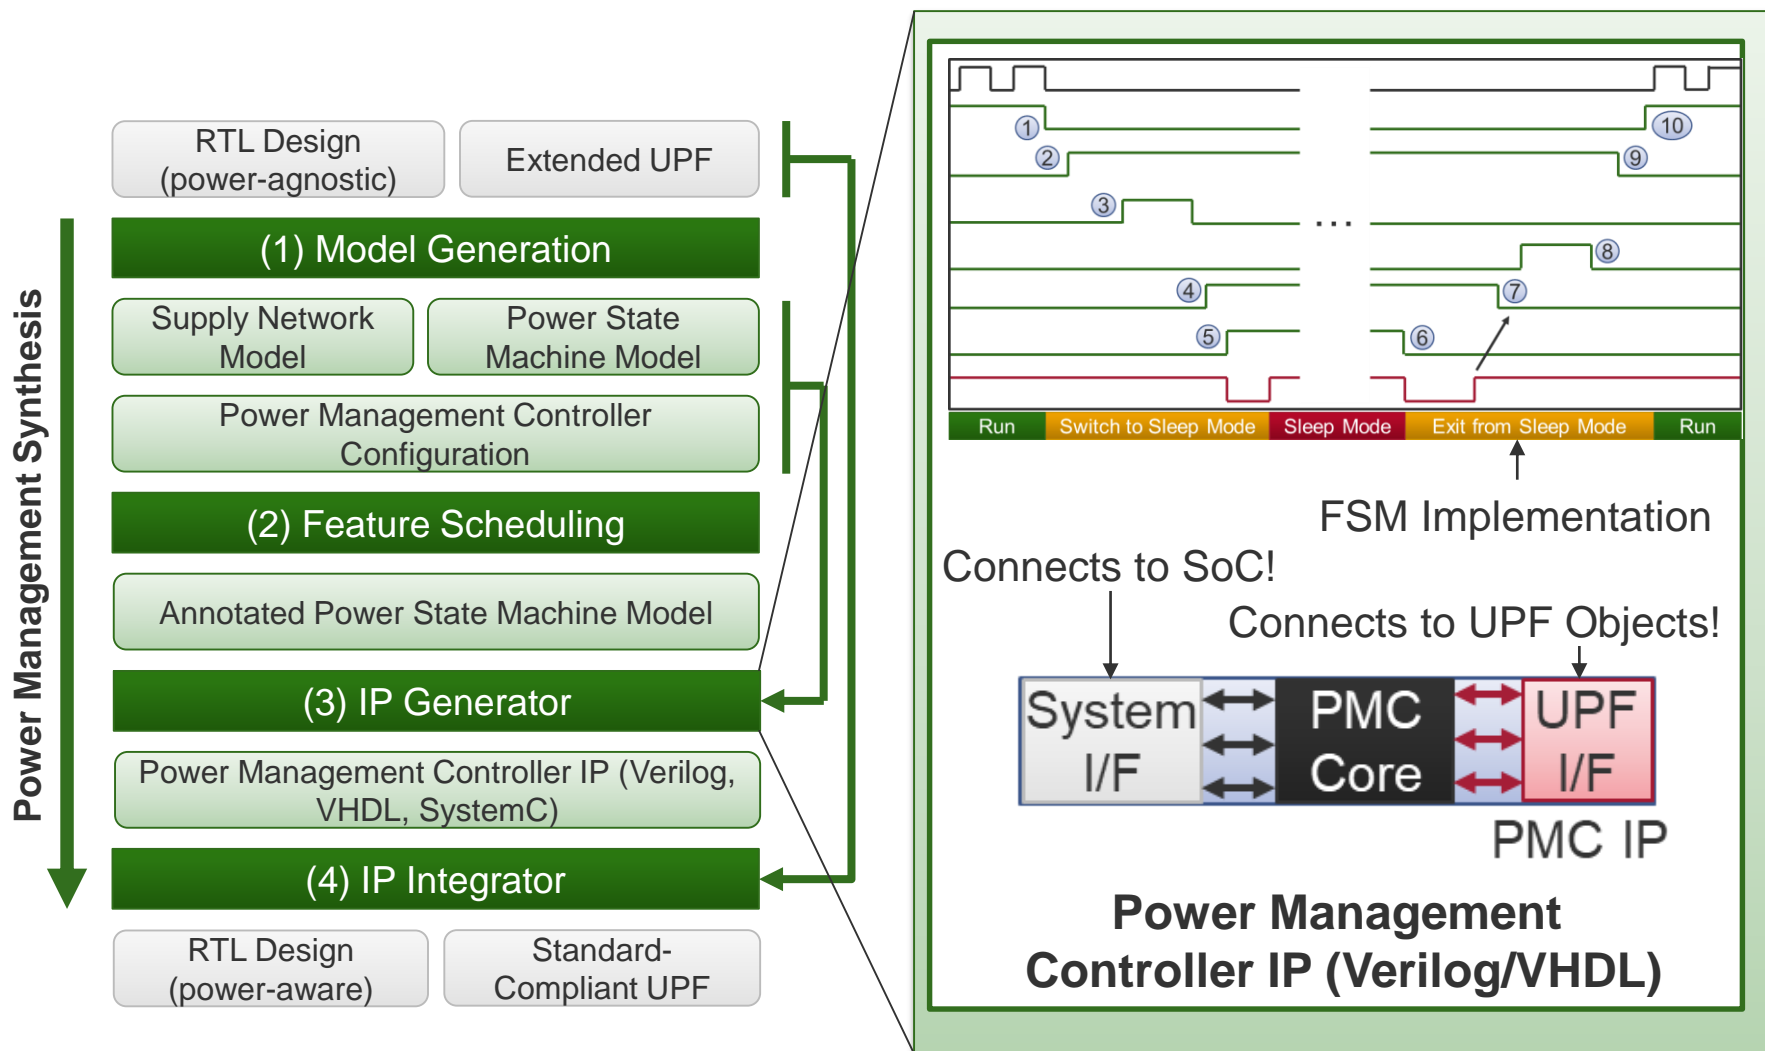 Power Management Synthesis
RTL Design
(power-agnostic)
Extended UPF
(1) Model Generation
Supply Network
Model
Power State
Machine Model
Power Management Controller
Configuration
(2) Feature Scheduling
Annotated Power State Machine Model
(3) IP Generator
Power Management Controller IP (Verilog,
VHDL, SystemC)
(4) IP Integrator
RTL Design
(power-aware)
Standard-
Compliant UPF
1
10
2
9
3
...
8
4
7
5
6
Run
Switch to Sleep Mode
Sleep Mode
Exit from Sleep Mode
Run
FSM Implementation
Connects to SoC!
Connects to UPF Objects!
System
I/F
PMC
Core
UPF
I/F
PMC IP
Power Management
Controller IP (Verilog/VHDL)